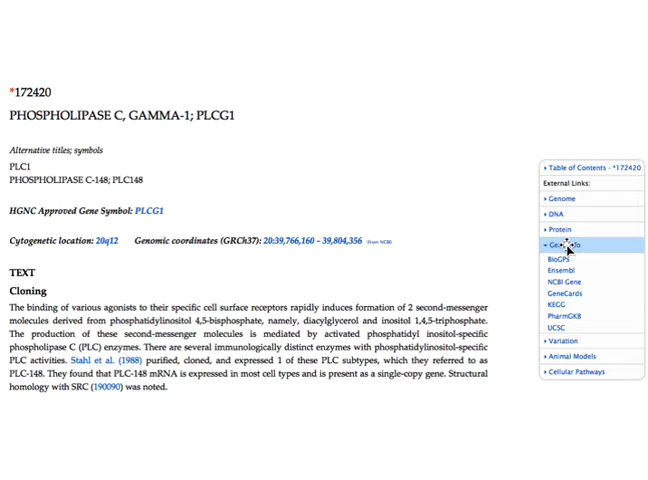 *172420
PHOSPHOLIPASE C, GAMMA-1; PLCG1
Alternative titles; symbols
PLC1
PHOSPHOLIPASE C-148; PLC148
HGNC Approved Gene Symbol: PLCG1
Cytogenetic location: 20q12 Genomic coordinates (GRCh37): 20:39,766,160 - 39,804,356 (from NCBI)
TEXT
Cloning
The binding of various agonists to their specific cell surface receptors rapidly induces formation of 2 second-messenger
molecules derived from phosphatidylinositol 4,5-bisphosphate, namely, diacylglycerol and inositol 1,4,5-triphosphate.
The production of these second-messenger molecules is mediated by activated phosphatidyl inositol-specific
phospholipase C (PLC) enzymes. There are several immunologically distinct enzymes with phosphatidylinositol-specific
PLC activities. Stahl et al. (1988) purified, cloned, and expressed 1 of these PLC subtypes, which they referred to as
PLC-148. They found that PLC-148 mRNA is expressed in most cell types and is present as a single-copy gene. Structural
homology with SRC (190090) was noted.
Table of Contents - *172420
External Links:
Genome
DNA
Protein
BioGPS
Ensembl
NCBI Gene
GeneCards
KEGG
PharmGKB
UCSC
Variation
Animal Models
Cellular Pathways